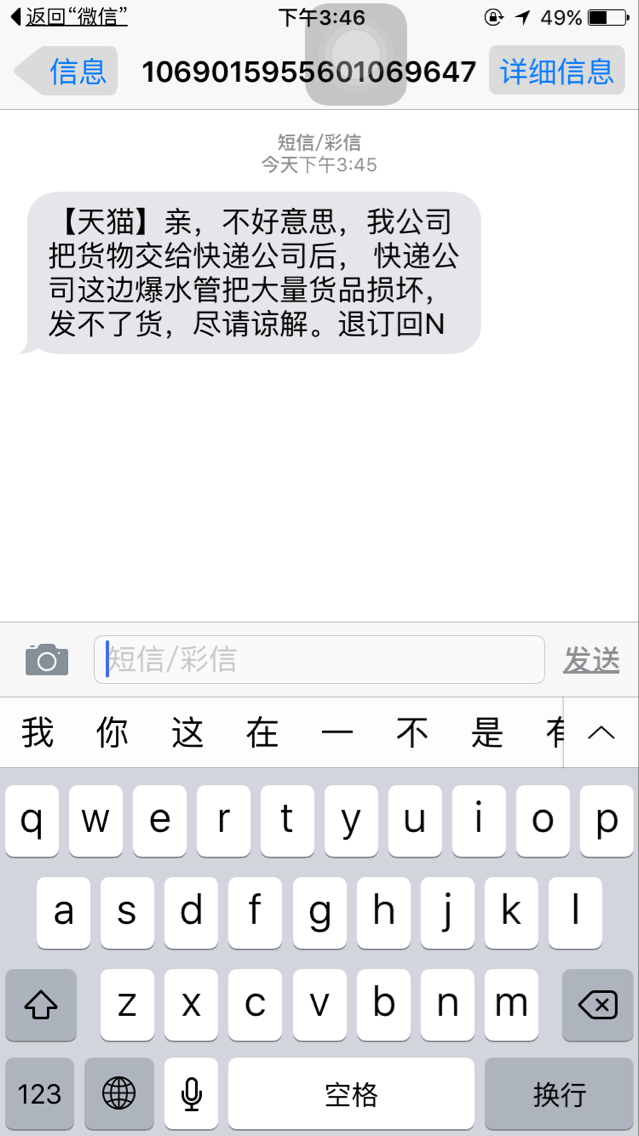 返回“微信”
下午3:46
49%
信息
1069015955601069647
详细信息
短信/彩信
今天下午3:45
【天猫】亲，不好意思，我公司
把货物交给快递公司后， 快递公
司这边爆水管把大量货品损坏，
发不了货，尽请谅解。退订回N
短信/彩信
发送
我 你 这 在 一 不 是 有
q w e r t y u i o p
a s d f g h j k l
z x c v b n m
123
空格
换行